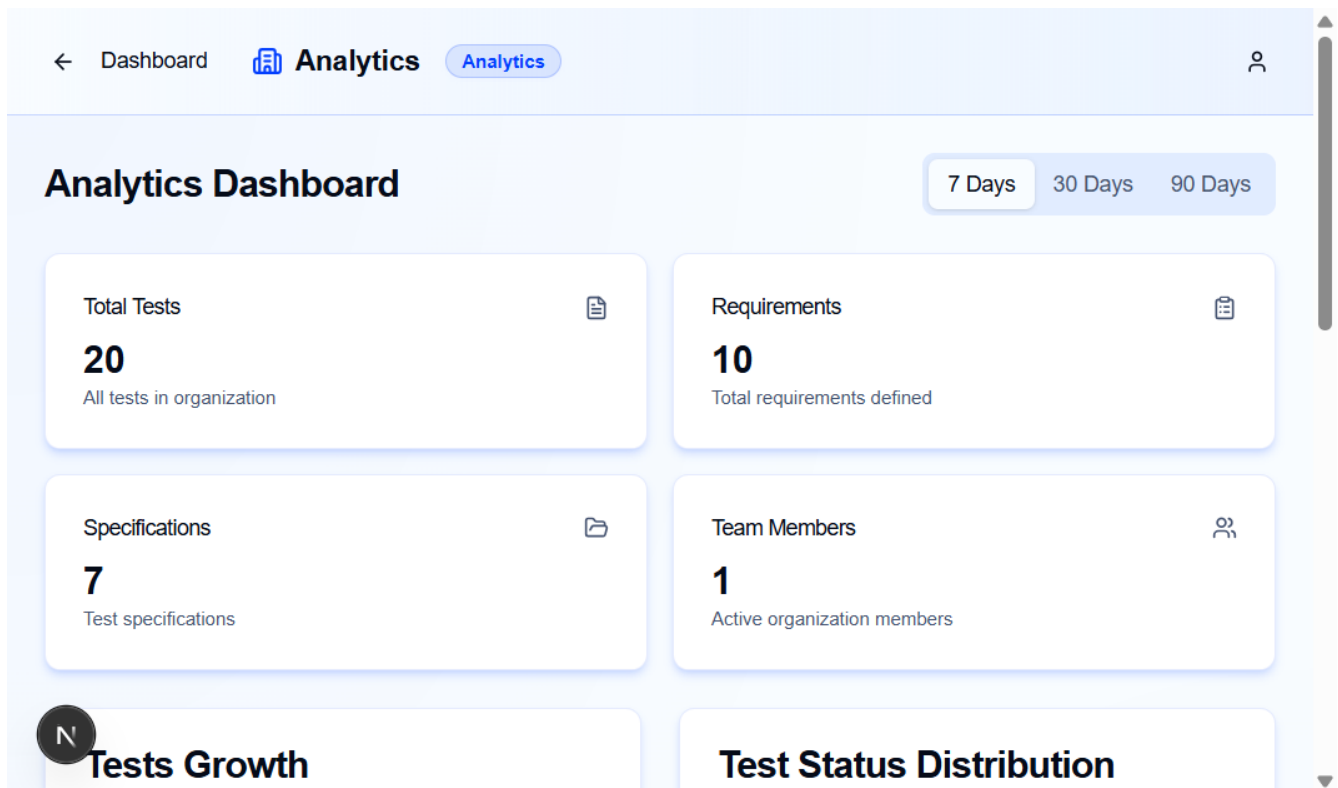 Dashboard Analytics Analytics
Analytics Dashboard
7 Days 30 Days 90 Days
Total Tests
20
All tests in organization
Requirements
10
Total requirements defined
Specifications
7
Test specifications
Team Members
1
Active organization members
N
Tests Growth
Test Status Distribution